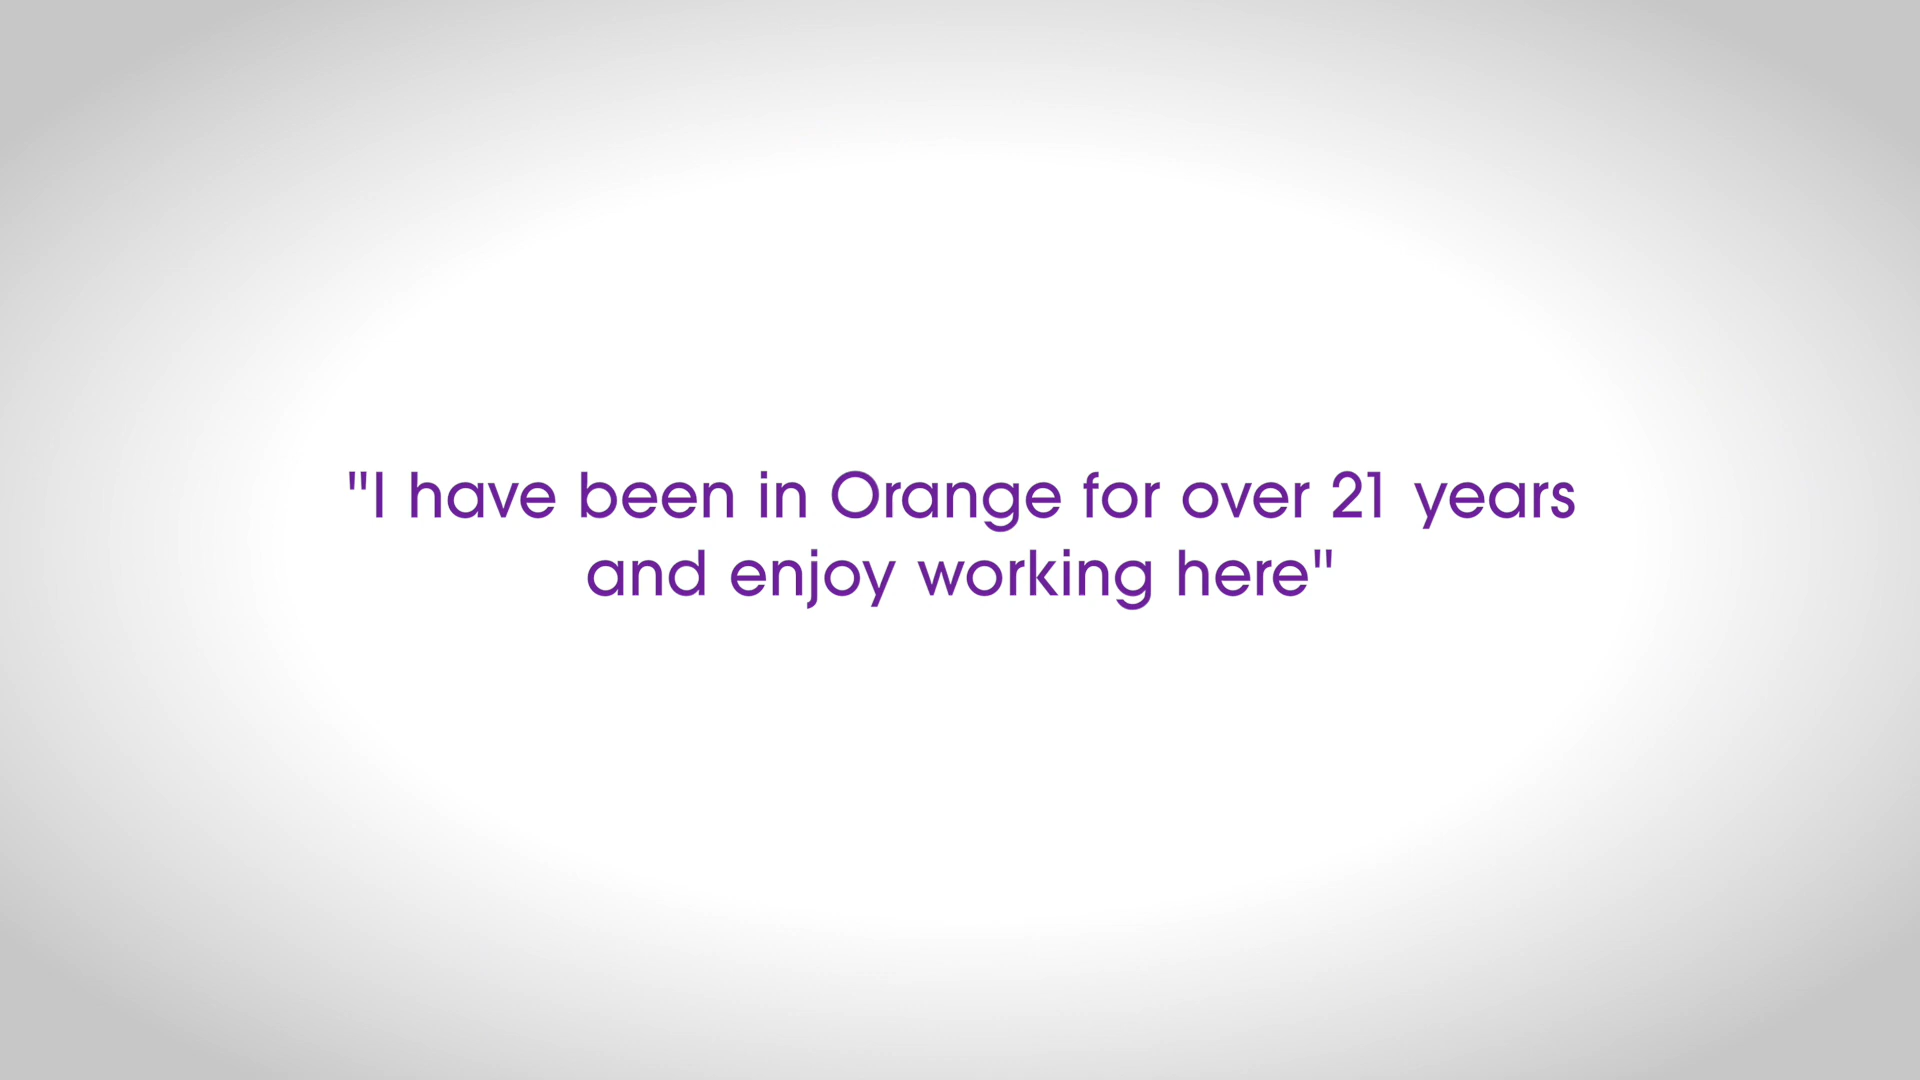 "I have been in Orange for over 21 years
and enjoy working here"